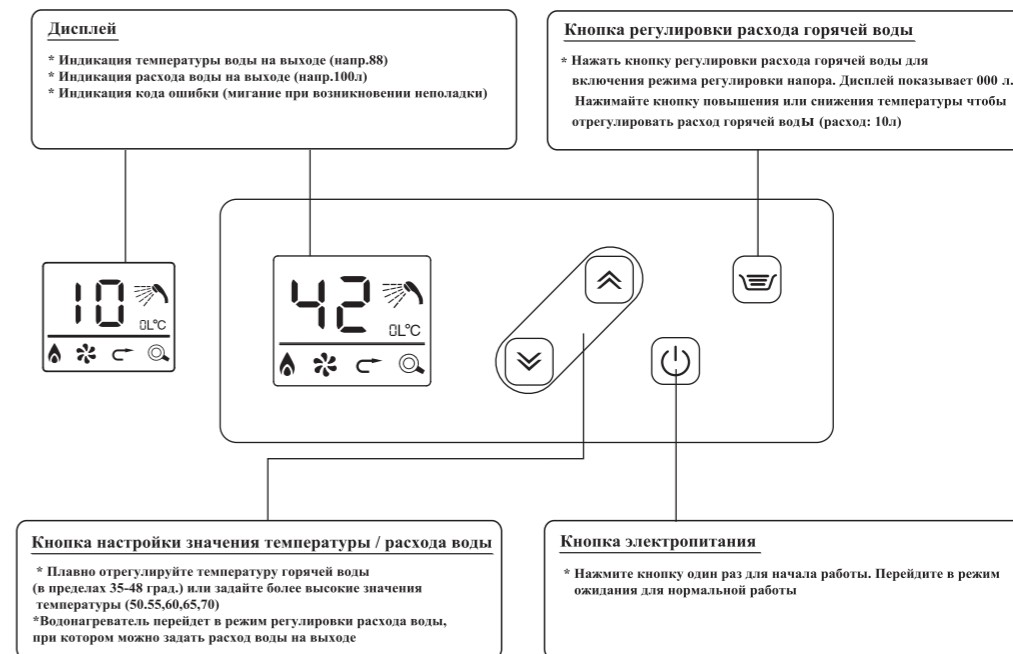 Дисплей
* Индикация температуры воды на выходе (напр.88)
* Индикация расхода воды на выходе (напр.100л)
* Индикация кода ошибки (мигание при возникновении неполадки)
Кнопка регулировки расхода горячей воды
* Нажать кнопку регулировки расхода горячей воды для
включения режима регулировки напора. Дисплей показывает 000 л.
Нажимайте кнопку повышения или снижения температуры чтобы
отрегулировать расход горячей воды (расход: 10л)
10
0L°C
42
0L°C
Кнопка настройки значения температуры / расхода воды
* Плавно отрегулируйте температуру горячей воды
(в пределах 35-48 град.) или задайте более высокие значения
температуры (50.55,60,65,70)
*Водонагреватель перейдет в режим регулировки расхода воды,
при котором можно задать расход воды на выходе
Кнопка электропитания
* Нажмите кнопку один раз для начала работы. Перейдите в режим
ожидания для нормальной работы